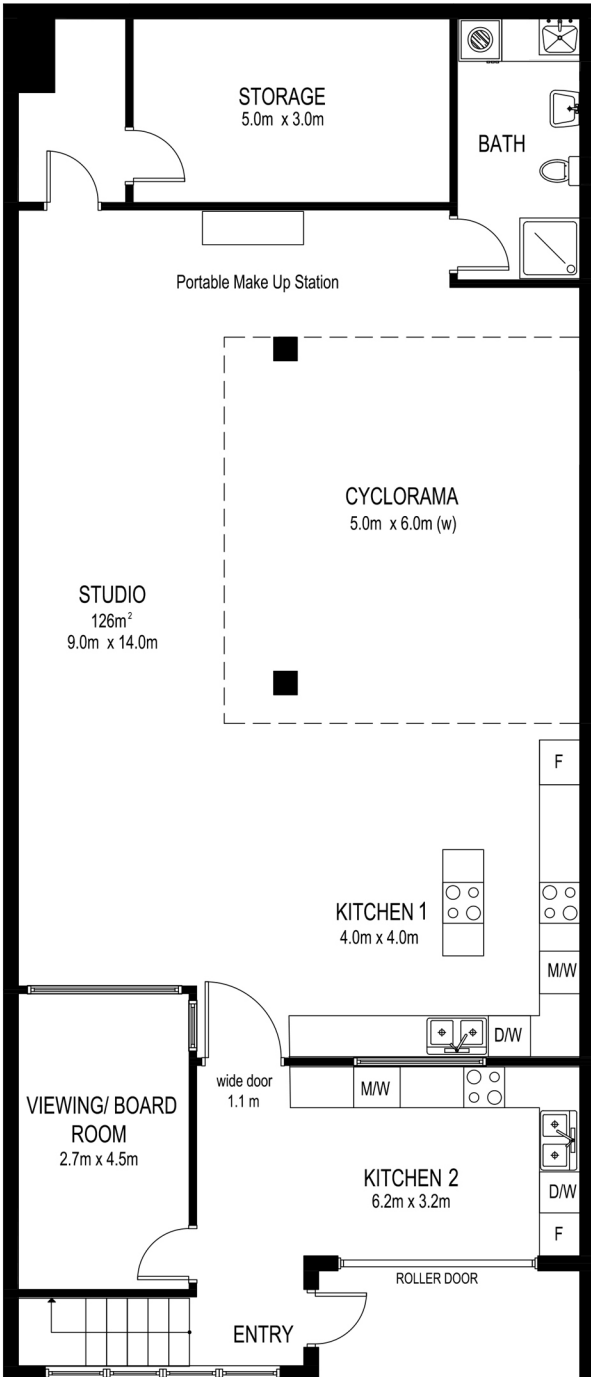 STORAGE
5.0m x 3.0m
BATH
Portable Make Up Station
CYCLORAMA
5.0m x 6.0m (w)
STUDIO
126m²
9.0m x 14.0m
F
KITCHEN 1
4.0m x 4.0m
M/W
D/W
wide door
1.1 m
M/W
VIEWING/ BOARD
ROOM
2.7m x 4.5m
KITCHEN 2
6.2m x 3.2m
D/W
F
ROLLER DOOR
ENTRY